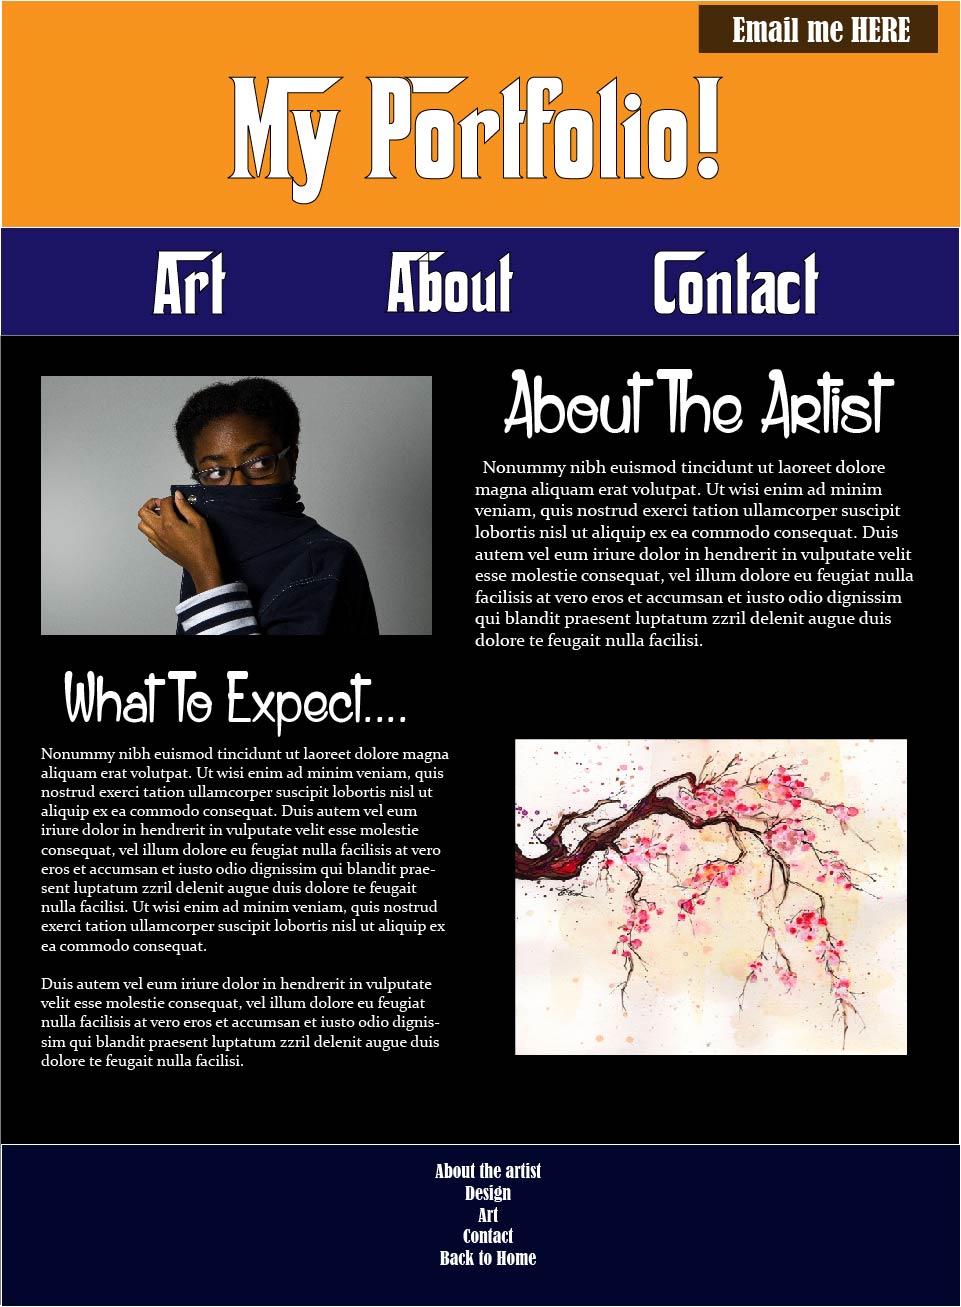 Email me HERE
My Portfolio!
Art About Contact
About The Artist
Nonummy nibh euismod tincidunt ut laoreet dolore
magna aliquam erat volutpat. Ut wisi enim ad minim
veniam, quis nostrud exerci tation ullamcorper suscipit
lobortis nisl ut aliquip ex ea commodo consequat. Duis
autem vel eum iriure dolor in hendrerit in vulputate velit
esse molestie consequat, vel illum dolore eu feugiat nulla
facilisis at vero eros et accumsan et iusto odio dignissim
qui blandit praesent luptatum zzril delenit augue duis
dolore te feugait nulla facilisi.
What To Expect....
Nonummy nibh euismod tincidunt ut laoreet dolore magna
aliquam erat volutpat. Ut wisi enim ad minim veniam, quis
nostrud exerci tation ullamcorper suscipit lobortis nisl ut
aliquip ex ea commodo consequat. Duis autem vel eum
iriure dolor in hendrerit in vulputate velit esse molestie
consequat, vel illum dolore eu feugiat nulla facilisis at vero
eros et accumsan et iusto odio dignissim qui blandit prae-
sent luptatum zzril delenit augue duis dolore te feugait
nulla facilisi. Ut wisi enim ad minim veniam, quis nostrud
exerci tation ullamcorper suscipit lobortis nisl ut aliquip ex
ea commodo consequat.
Duis autem vel eum iriure dolor in hendrerit in vulputate
velit esse molestie consequat, vel illum dolore eu feugiat
nulla facilisis at vero eros et accumsan et iusto odio dignis-
sim qui blandit praesent luptatum zzril delenit augue duis
dolore te feugait nulla facilisi.
About the artist
Design
Art
Contact
Back to Home